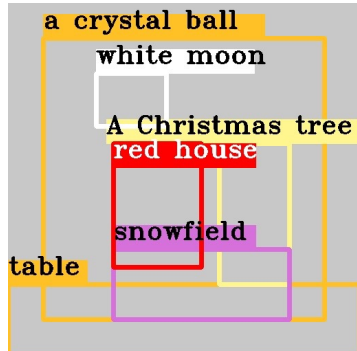 a crystal ball
white moon
A Christmas tree
red house
snowfield
table